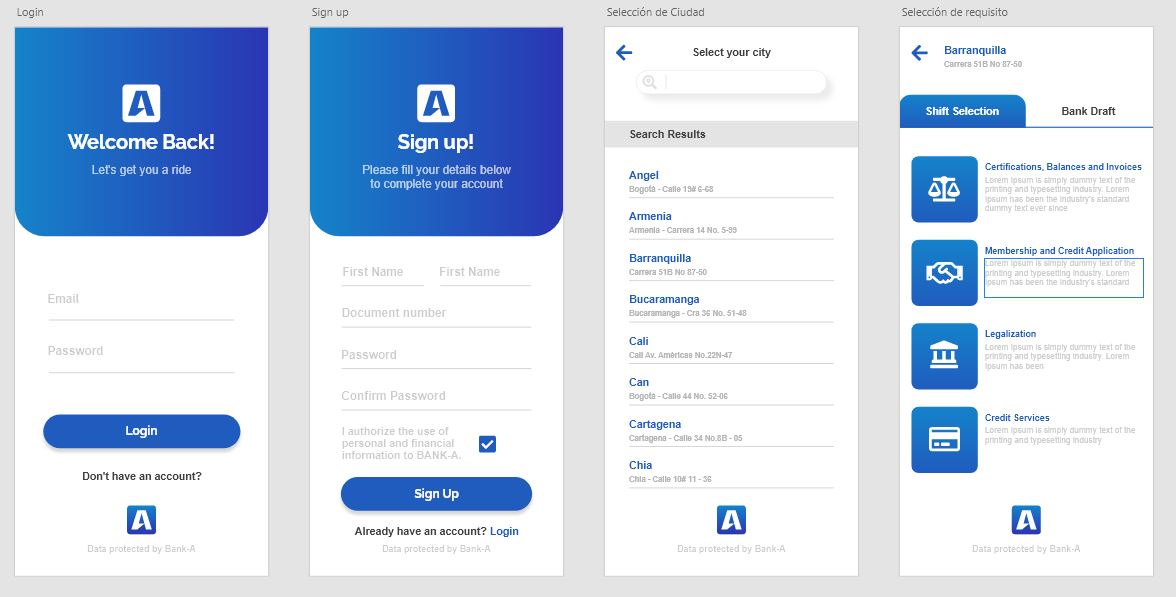 Login
Welcome Back!
Let's get you a ride
Email
Password
Login
Don't have an account?
Data protected by Bank-A
Sign up
Sign up!
Please fill your details below
to complete your account
First Name
First Name
Document number
Password
Confirm Password
I authorize the use of
personal and financial
information to BANK-A.
Sign Up
Already have an account? Login
Data protected by Bank-A
Selección de Ciudad
Select your city
Search Results
Angel
Bogotá - Calle 19# 6-68
Armenia
Armenia - Carrera 14 No. 5-99
Barranquilla
Carrera 51B No 87-50
Bucaramanga
Bucaramanga - Cra 36 No. 51-48
Cali
Cali Av. Américas No.22N-47
Can
Bogotá - Calle 44 No. 52-06
Cartagena
Cartagena - Calle 34 No.8B - 05
Chia
Chia - Calle 10# 11 - 36
Data protected by Bank-A
Selección de requisito
Barranquilla
Carrera 51B No 87-50
Shift Selection
Bank Draft
Certifications, Balances and Invoices
Lorem Ipsum is simply dummy text of the
printing and typesetting industry. Lorem
Ipsum has been the industry's standard
dummy text ever since
Membership and Credit Application
Lorem Ipsum is simply dummy text of the
printing and typesetting industry. Lorem
Ipsum has been the industry's standard
Legalization
Lorem Ipsum is simply dummy text of the
printing and typesetting industry. Lorem
Ipsum has been
Credit Services
Lorem Ipsum is simply dummy text of the
printing and typesetting industry
Data protected by Bank-A